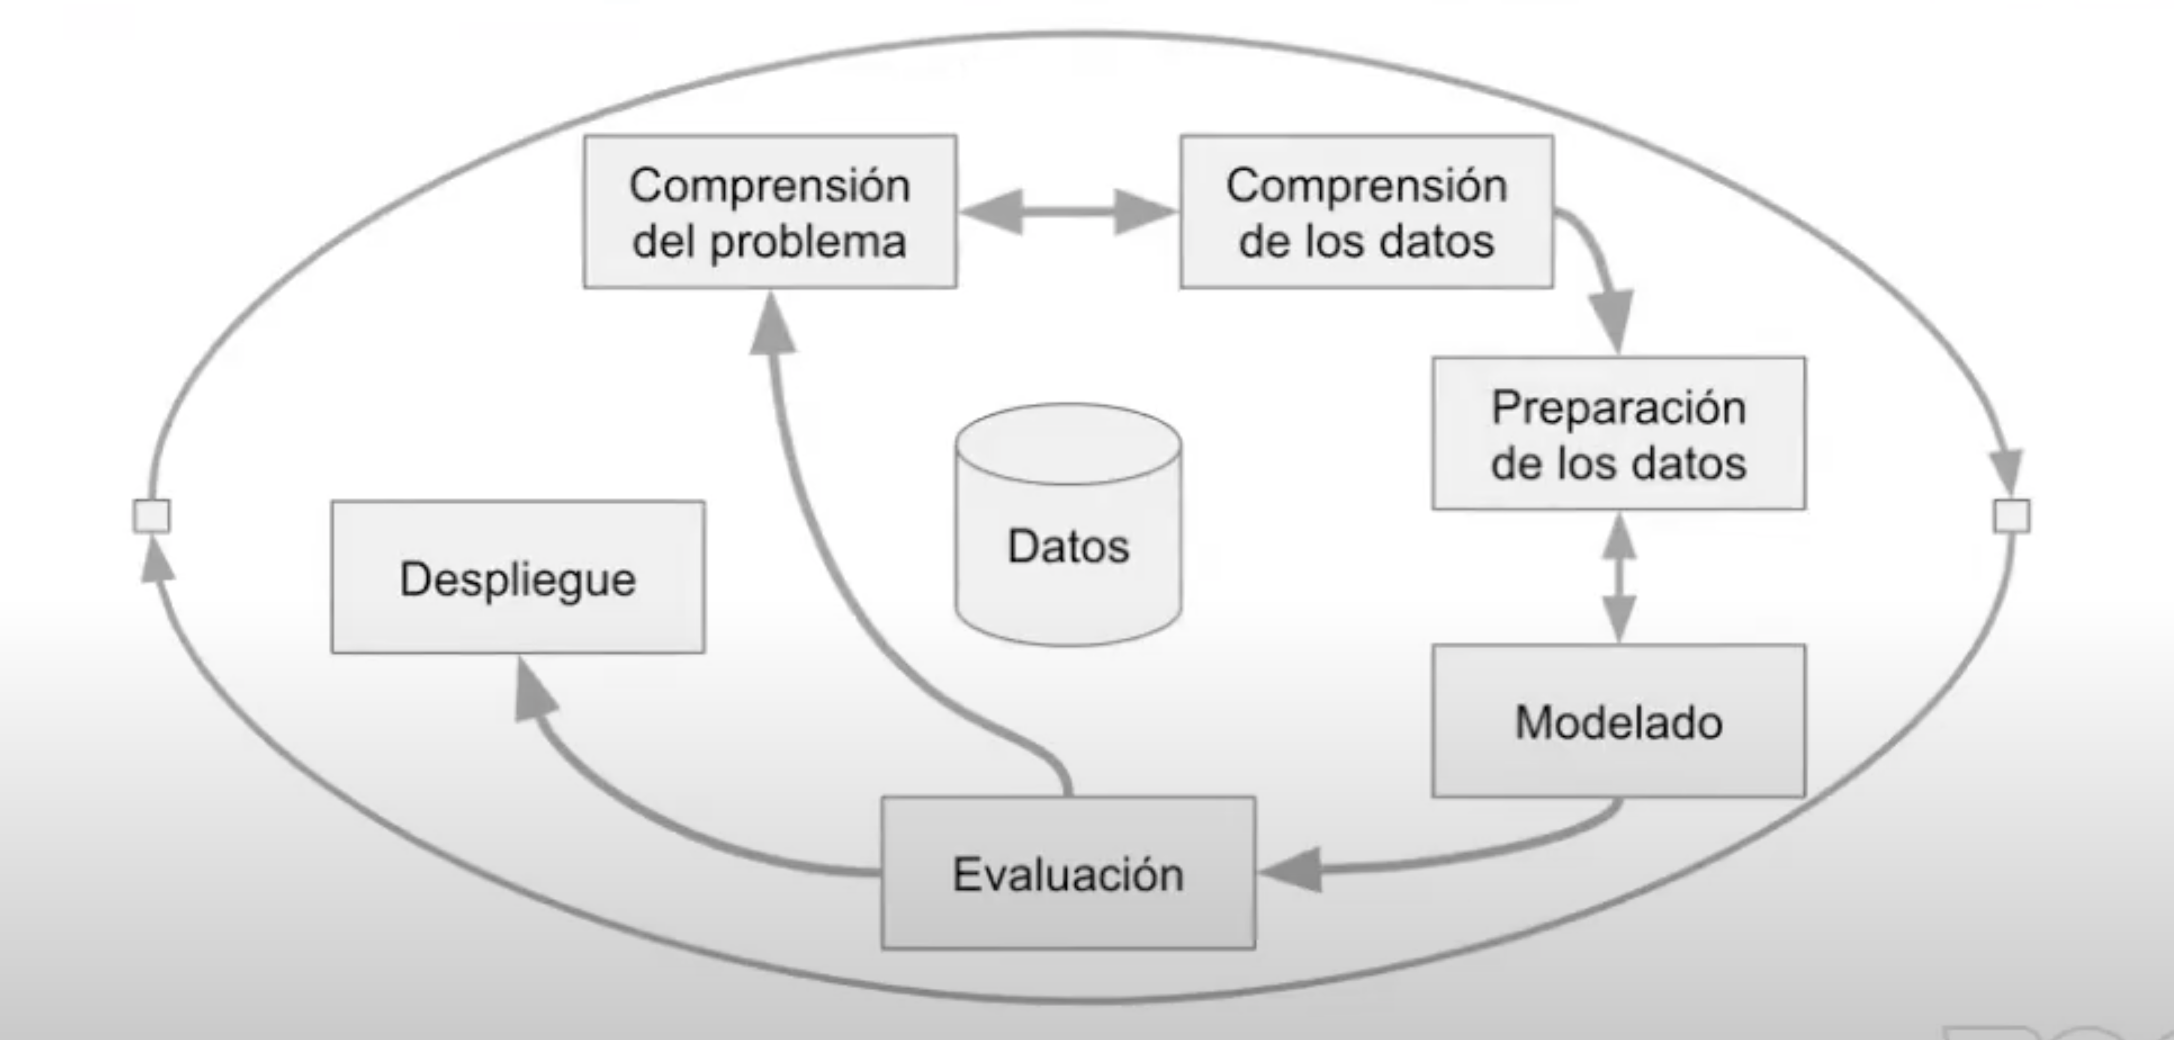 Comprensión
del problema
Comprensión
de los datos
Preparación
de los datos
Datos
Despliegue
Modelado
Evaluación